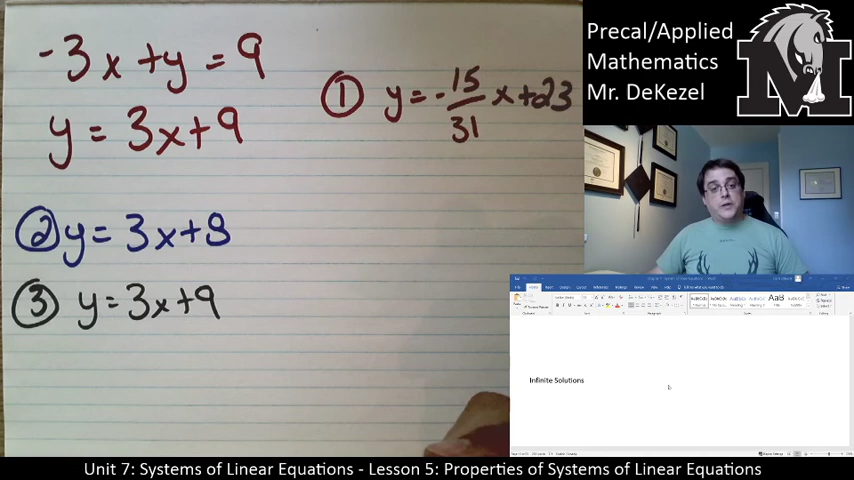 -3x+y=9
y=3x+9
① y=-15/31x+23
② y=3x+8
③ y=3x+9
Precal/Applied
Mathematics
Mr. DeKezel
M
Infinite Solutions
Unit 7: Systems of Linear Equations - Lesson 5: Properties of Systems of Linear Equations